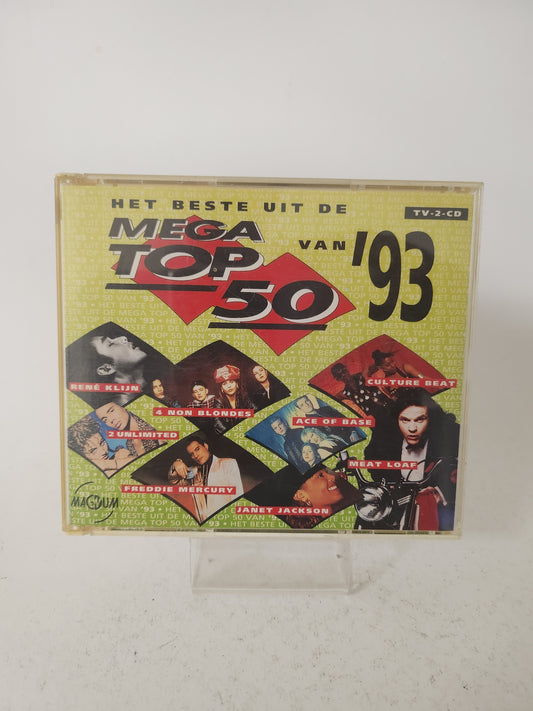 HET BESTE UIT DE
TV-2-CD
MEGA
TOP
50
VAN '93
RENÉ KLIJN
4 NON BLONDES
CULTURE BEAT
2 UNLIMITED
ACE OF BASE
MEAT LOAF
FREDDIE MERCURY
JANET JACKSON
MAGNUM